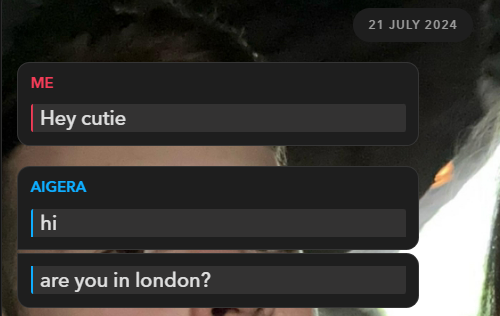 21 JULY 2024
ME
Hey cutie
AIGERA
hi
are you in london?